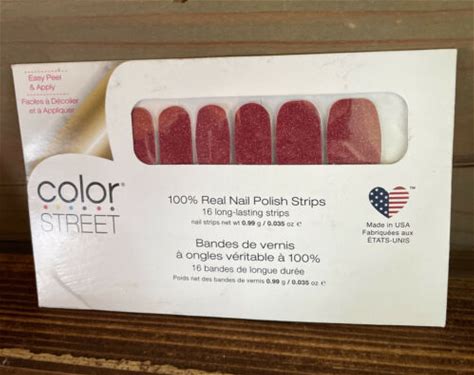 Easy Peel
& Apply
Faciles à Décoller
et à Appliquer
color®
STREET
100% Real Nail Polish Strips
16 long-lasting strips
nail strips net wt 0.99 g / 0.035 oz ℮
Bandes de vernis
à ongles véritable à 100%
16 bandes de longue durée
Poids net des bandes de vernis 0.99 g / 0.035 oz ℮
™
Made in USA
Fabriquées aux
ÉTATS-UNIS